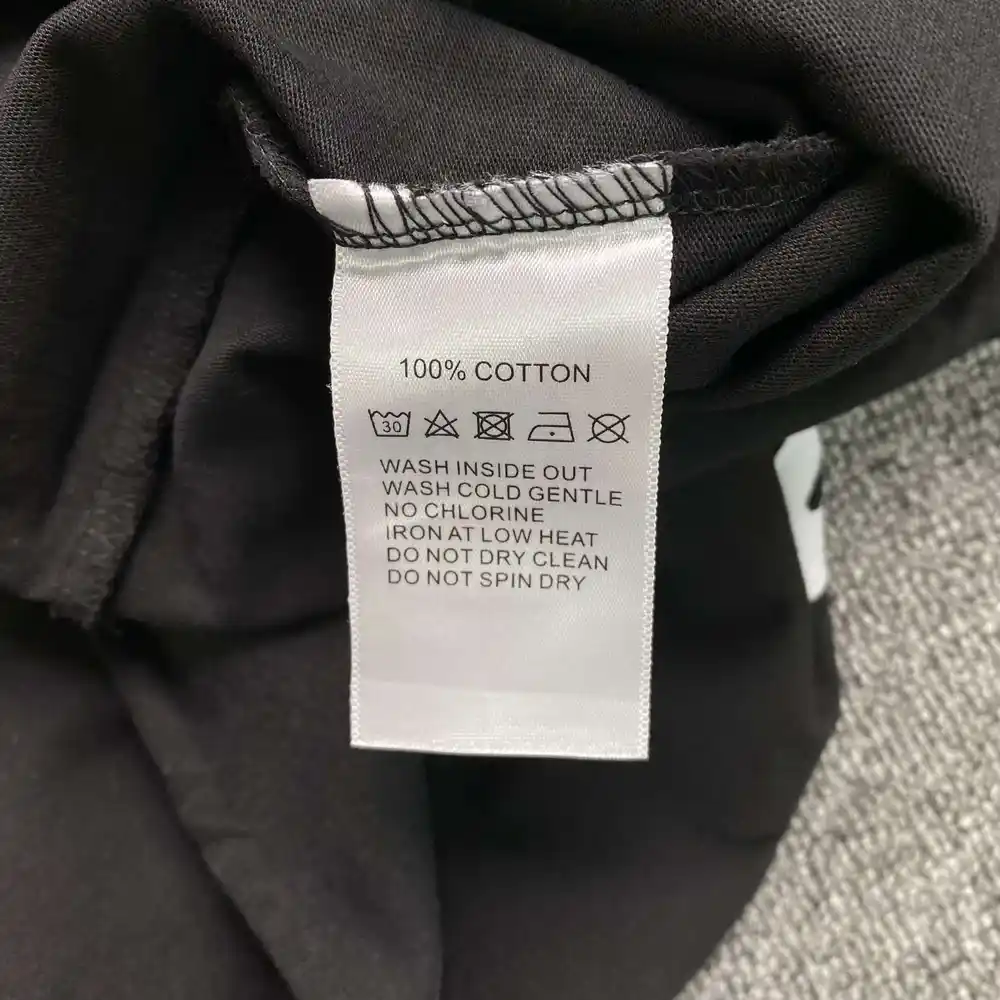 100% COTTON
30
WASH INSIDE OUT
WASH COLD GENTLE
NO CHLORINE
IRON AT LOW HEAT
DO NOT DRY CLEAN
DO NOT SPIN DRY